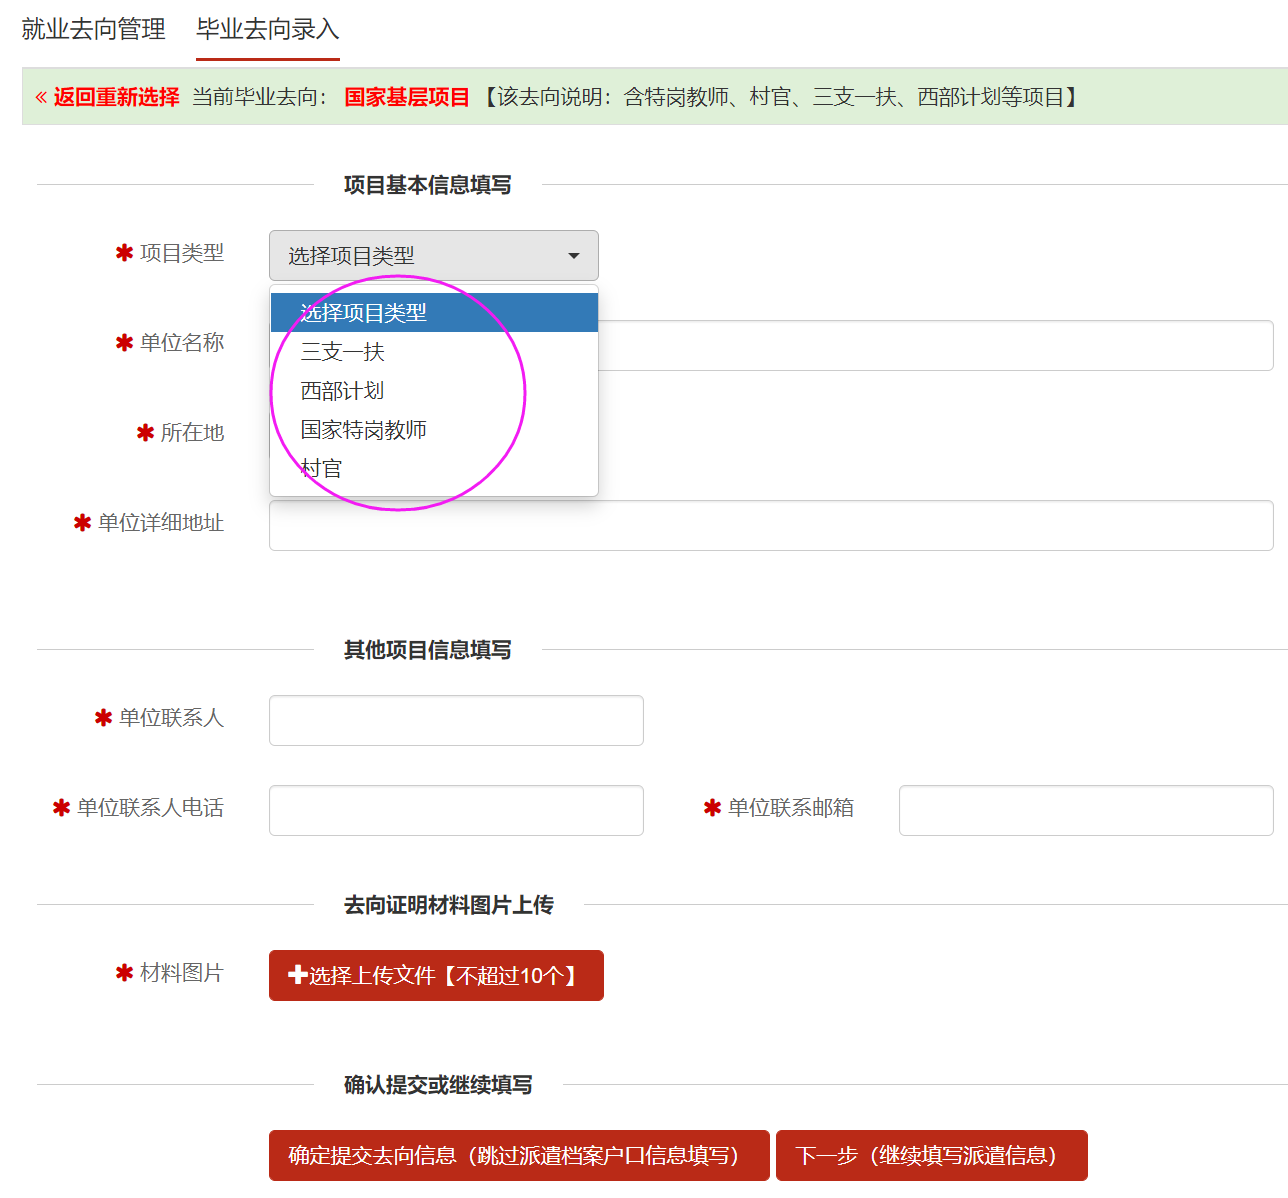 就业去向管理 毕业去向录入
« 返回重新选择 当前毕业去向： 国家基层项目 【该去向说明：含特岗教师、村官、三支一扶、西部计划等项目】
项目基本信息填写
✱ 项目类型 选择项目类型
选择项目类型
✱ 单位名称
三支一扶
西部计划
✱ 所在地
国家特岗教师
村官
✱ 单位详细地址
其他项目信息填写
✱ 单位联系人
✱ 单位联系人电话 ✱ 单位联系邮箱
去向证明材料图片上传
✱ 材料图片 ✚选择上传文件【不超过10个】
确认提交或继续填写
确定提交去向信息（跳过派遣档案户口信息填写） 下一步（继续填写派遣信息）